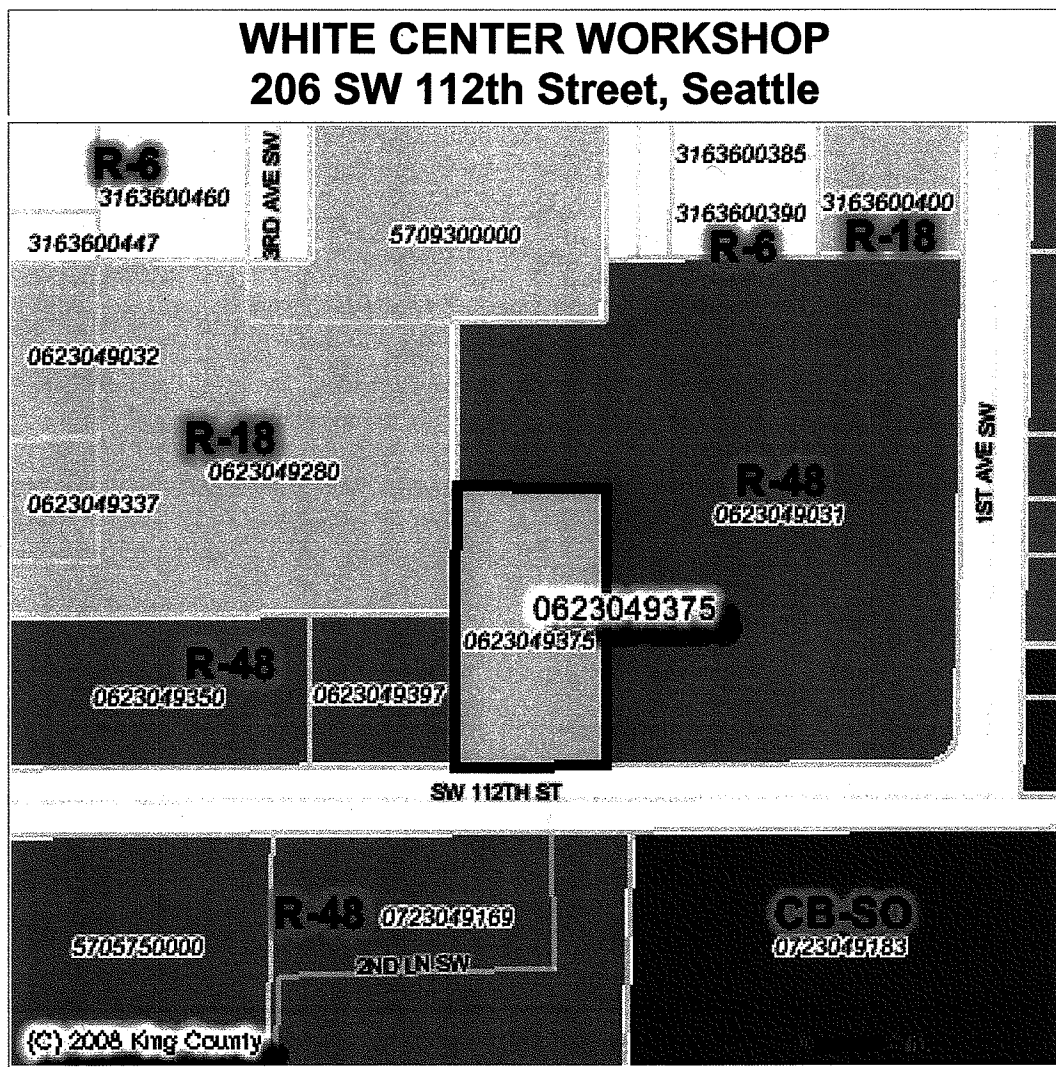 WHITE CENTER WORKSHOP
206 SW 112th Street, Seattle
R-6
3163600460
3163600447
3RD AVE SW
5709300000
3163600385
3163600390
R-6
3163600400
R-18
0623049032
R-18
0623049280
0623049337
R-48
0623049031
1ST AVE SW
0623049375
0623049375
R-48
0623049350
0623049397
SW 112TH ST
R-48
0723049169
5705750000
2ND LN SW
CB-SO
0723049183
(C) 2008 King County